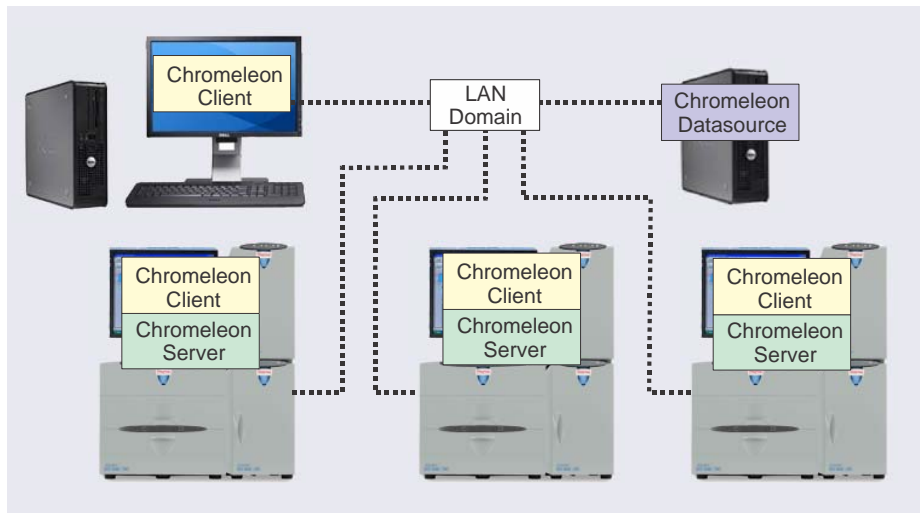 Chromeleon
Client
LAN
Domain
Chromeleon
Datasource
Chromeleon
Client
Chromeleon
Server
Chromeleon
Client
Chromeleon
Server
Chromeleon
Client
Chromeleon
Server